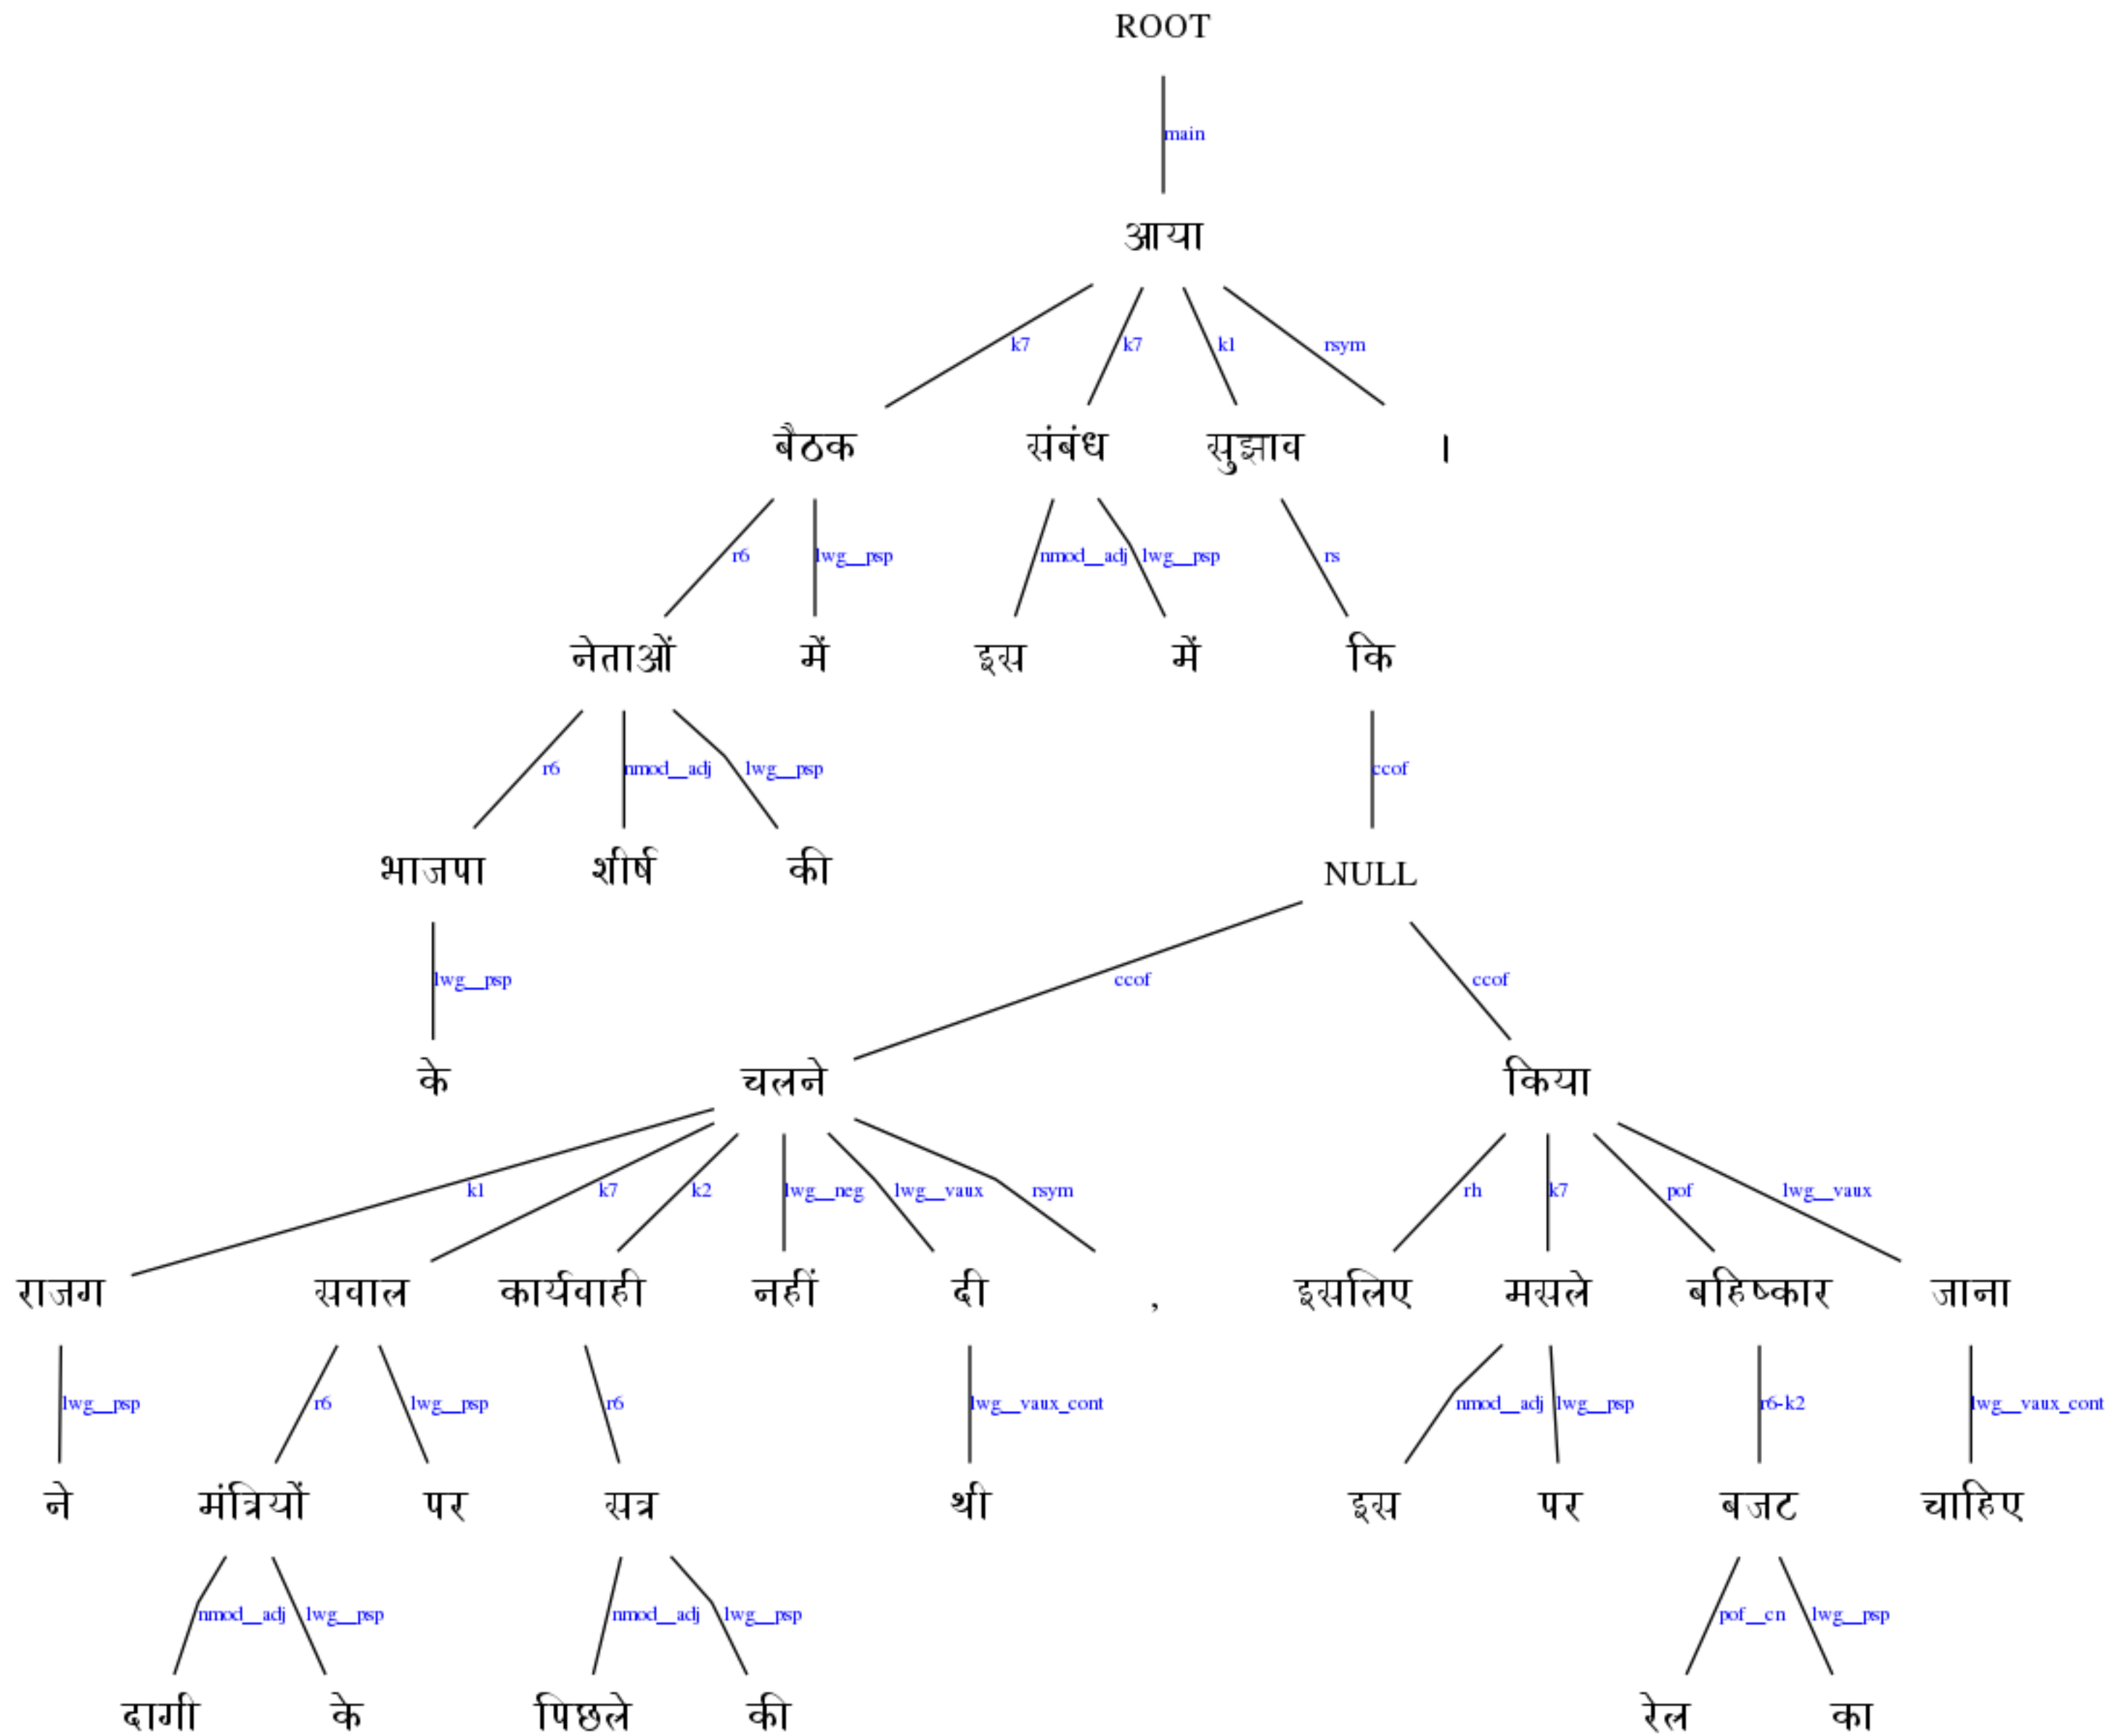 ROOT
main
आया
k7 k7 k1 rsym
बैठक संबंध सुझाव ।
r6 lwg__psp nmod__adj lwg__psp rs
नेताओं में इस में कि
r6 nmod__adj lwg__psp ccof
भाजपा शीर्ष की NULL
lwg__psp ccof ccof
के चलने किया
k1 k7 k2 lwg__neg lwg__vaux rsym rh k7 pof lwg__vaux
राजग सवाल कार्यवाही नहीं दी , इसलिए मसले बहिष्कार जाना
lwg__psp r6 lwg__psp r6 lwg__vaux_cont nmod__adj lwg__psp r6-k2 lwg__vaux_cont
ने मंत्रियों पर सत्र थी इस पर बजट चाहिए
nmod__adj lwg__psp nmod__adj lwg__psp pof__cn lwg__psp
दागी के पिछले की रेल का